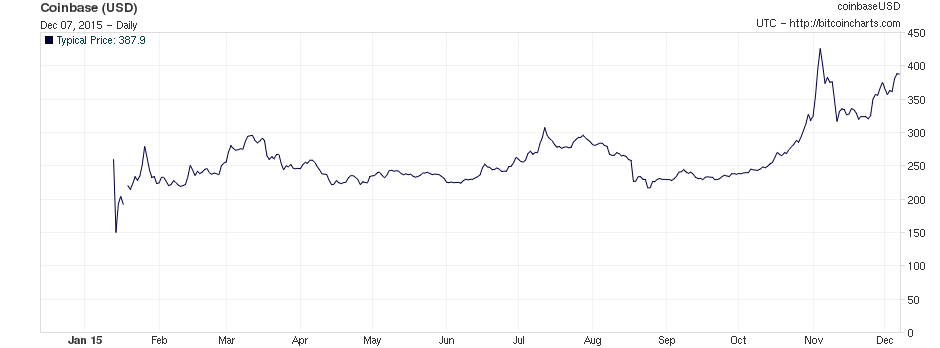 Coinbase (USD)
coinbaseUSD
Dec 07, 2015 – Daily
UTC – http://bitcoincharts.com
Typical Price: 387.9
450
400
350
300
250
200
150
100
50
0
Jan 15 Feb Mar Apr May Jun Jul Aug Sep Oct Nov Dec